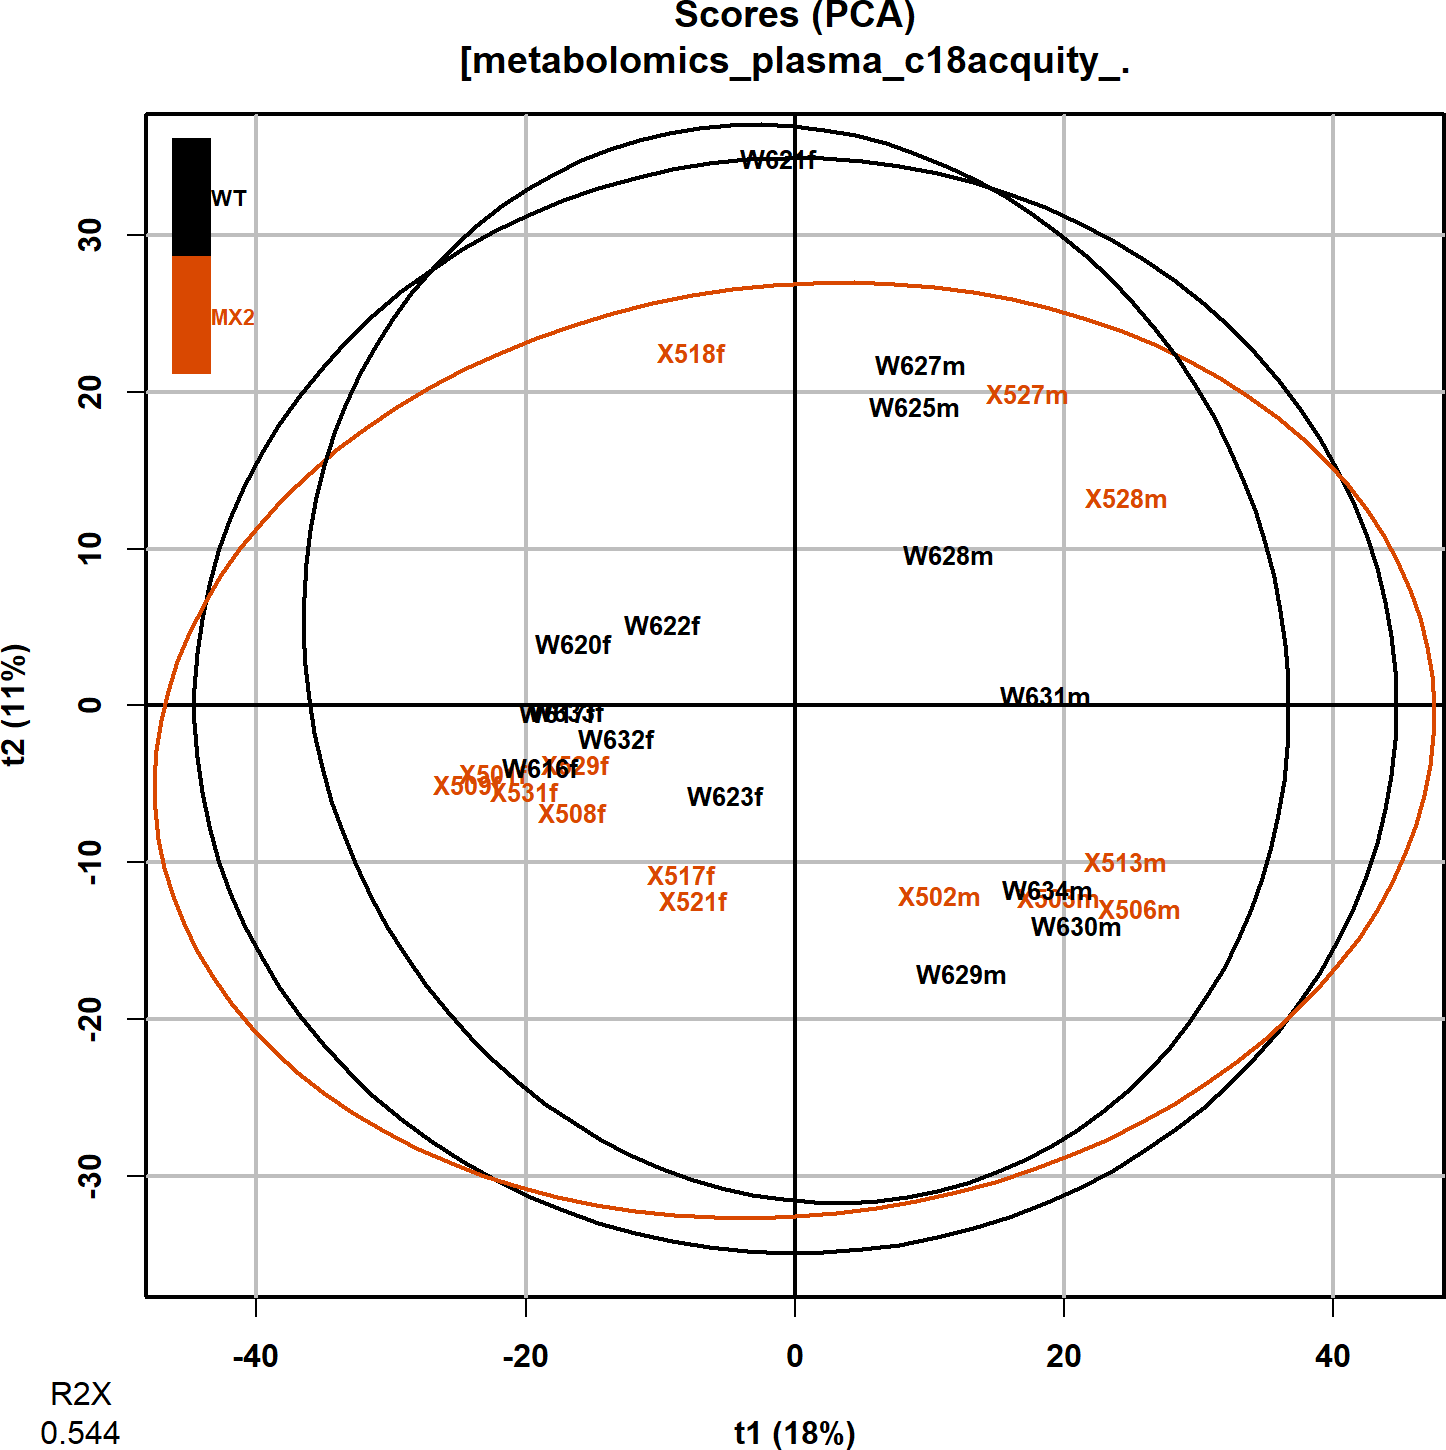 Scores (PCA)
[metabolomics_plasma_c18acquity_.
WT
MX2
W621f
X518f
W627m
X527m
W625m
X528m
W628m
W622f
W620f
W631m
W633f
W632f
X529f
W616f
X509f
X531f
X508f
W623f
X513m
X517f
X521f
X502m
W634m
X506m
W630m
W629m
30
20
10
0
-10
-20
-30
t2 (11%)
-40
-20
0
20
40
R2X
0.544
t1 (18%)